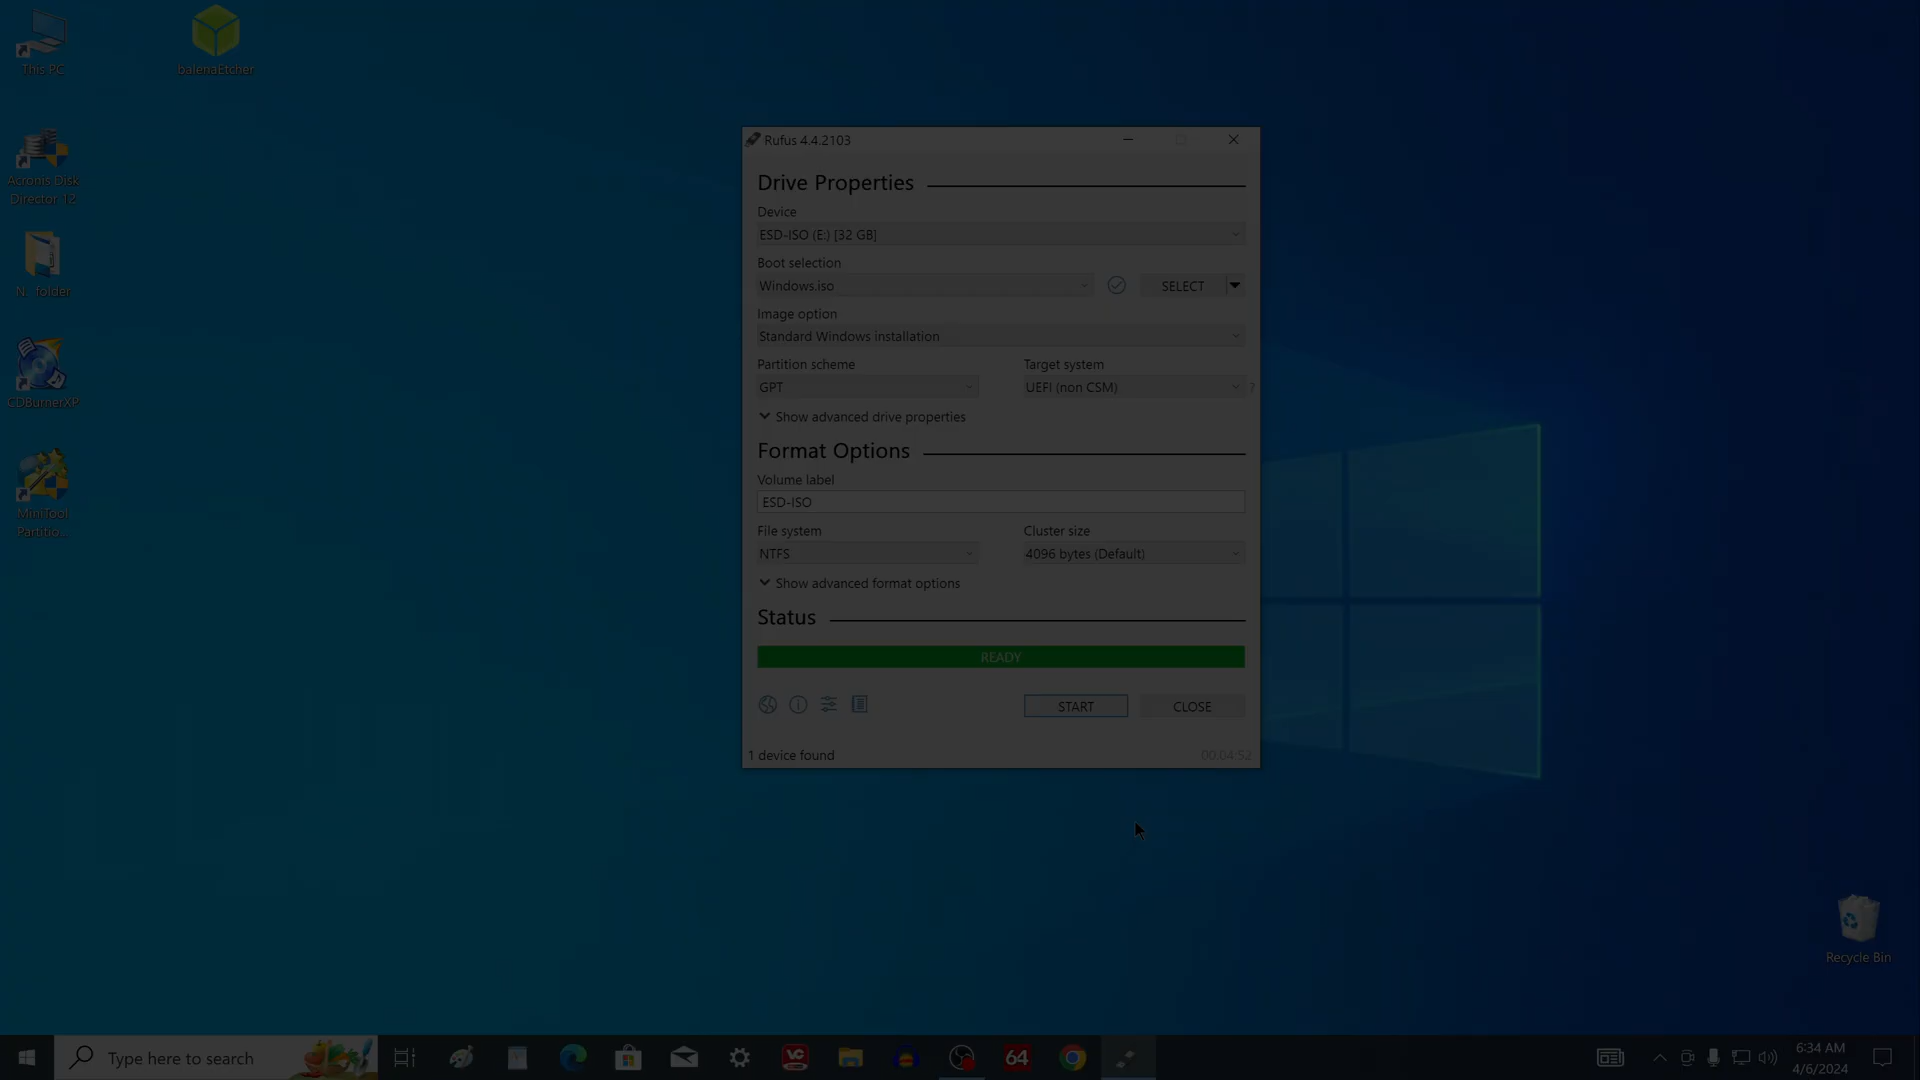 This PC
balenaEtcher
Acronis Disk
Director 12
N.. folder
CDBurnerXP
MiniTool
Partitio...
Rufus 4.4.2103
Drive Properties
Device
ESD-ISO (E:) [32 GB]
Boot selection
Windows.iso
SELECT
Image option
Standard Windows installation
Partition scheme
Target system
GPT
UEFI (non CSM)
?
Show advanced drive properties
Format Options
Volume label
ESD-ISO
File system
Cluster size
NTFS
4096 bytes (Default)
Show advanced format options
Status
READY
START
CLOSE
1 device found
00:04:52
Recycle Bin
Type here to search
VC
64
6:34 AM
4/6/2024